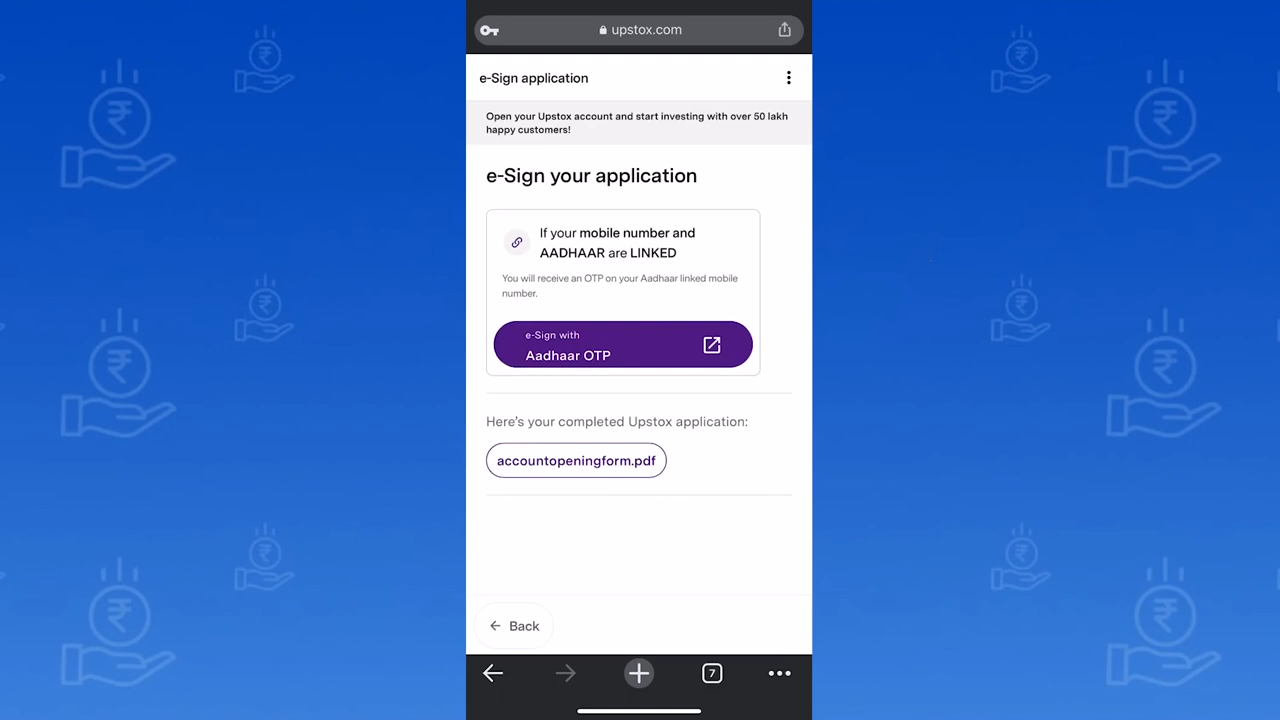 upstox.com
e-Sign application
Open your Upstox account and start investing with over 50 lakh
happy customers!
e-Sign your application
If your mobile number and
AADHAAR are LINKED
You will receive an OTP on your Aadhaar linked mobile
number.
e-Sign with
Aadhaar OTP
Here's your completed Upstox application:
accountopeningform.pdf
← Back
7